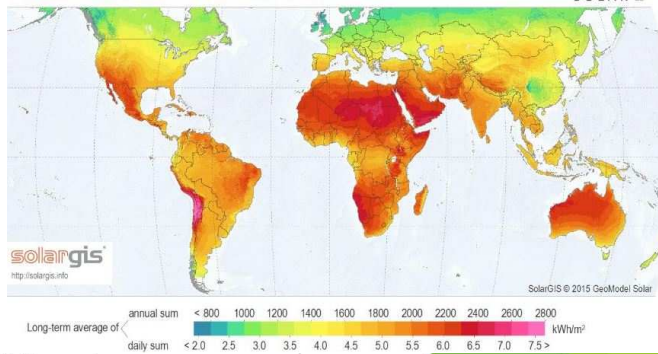 solargis
http://solargis.info
SolarGIS © 2015 GeoModel Solar
Long-term average of
annual sum < 800 1000 1200 1400 1600 1800 2000 2200 2400 2600 2800
kWh/m²
daily sum < 2.0 2.5 3.0 3.5 4.0 4.5 5.0 5.5 6.0 6.5 7.0 7.5 >